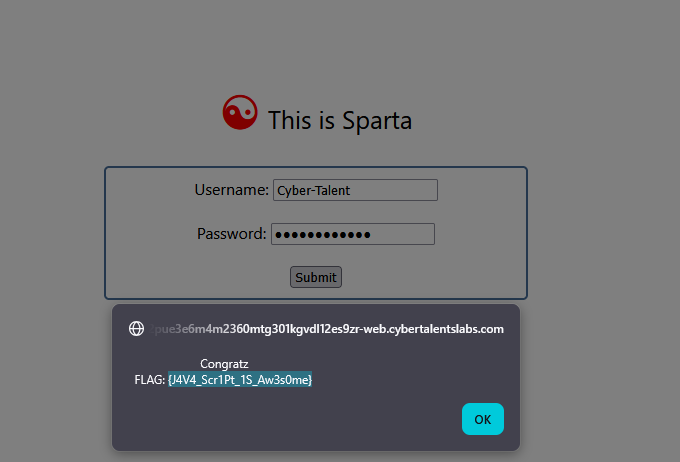 This is Sparta
Username: Cyber-Talent
Password: ●●●●●●●●●●●●
Submit
pue3e6m4m2360mtg301kgvdl12es9zr-web.cybertalentslabs.com
Congratz
FLAG: {J4V4_Scr1Pt_1S_Aw3s0me}
OK